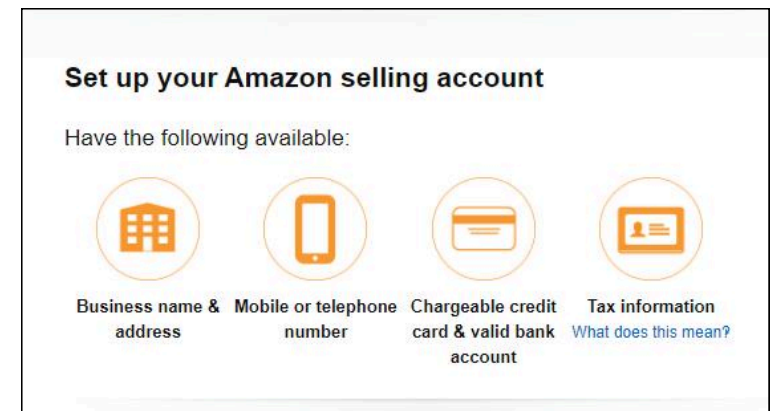 Set up your Amazon selling account
Have the following available:
Business name &
address
Mobile or telephone
number
Chargeable credit
card & valid bank
account
Tax information
What does this mean?